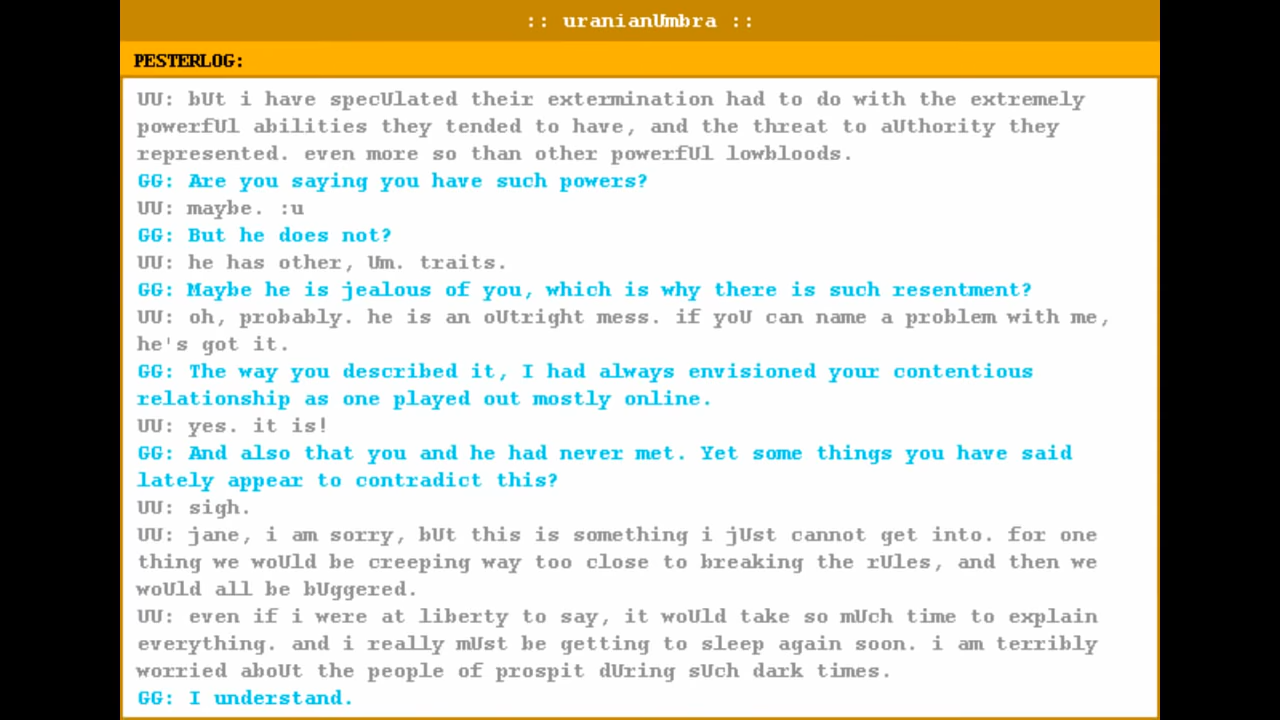 :: uranianUmbra ::
PESTERLOG:
UU: bUt i have specUlated their extermination had to do with the extremely
powerfUl abilities they tended to have, and the threat to aUthority they
represented. even more so than other powerfUl lowbloods.
GG: Are you saying you have such powers?
UU: maybe. :u
GG: But he does not?
UU: he has other, Um. traits.
GG: Maybe he is jealous of you, which is why there is such resentment?
UU: oh, probably. he is an oUtright mess. if yoU can name a problem with me,
he's got it.
GG: The way you described it, I had always envisioned your contentious
relationship as one played out mostly online.
UU: yes. it is!
GG: And also that you and he had never met. Yet some things you have said
lately appear to contradict this?
UU: sigh.
UU: jane, i am sorry, bUt this is something i jUst cannot get into. for one
thing we woUld be creeping way too close to breaking the rUles, and then we
woUld all be bUggered.
UU: even if i were at liberty to say, it woUld take so mUch time to explain
everything. and i really mUst be getting to sleep again soon. i am terribly
worried aboUt the people of prospit dUring sUch dark times.
GG: I understand.